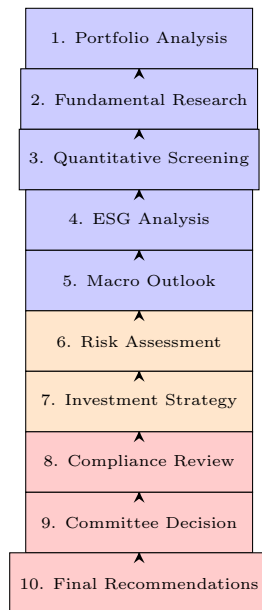 1. Portfolio Analysis
2. Fundamental Research
3. Quantitative Screening
4. ESG Analysis
5. Macro Outlook
6. Risk Assessment
7. Investment Strategy
8. Compliance Review
9. Committee Decision
10. Final Recommendations